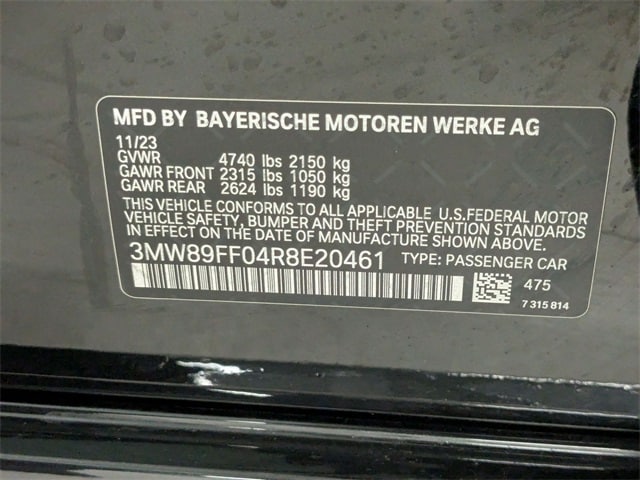 MFD BY BAYERISCHE MOTOREN WERKE AG
11/23
GVWR 4740 lbs 2150 kg
GAWR FRONT 2315 lbs 1050 kg
GAWR REAR 2624 lbs 1190 kg
THIS VEHICLE CONFORMS TO ALL APPLICABLE U.S.FEDERAL MOTOR
VEHICLE SAFETY, BUMPER AND THEFT PREVENTION STANDARDS
IN EFFECT ON THE DATE OF MANUFACTURE SHOWN ABOVE.
3MW89FF04R8E20461 TYPE: PASSENGER CAR
475
7 315 814